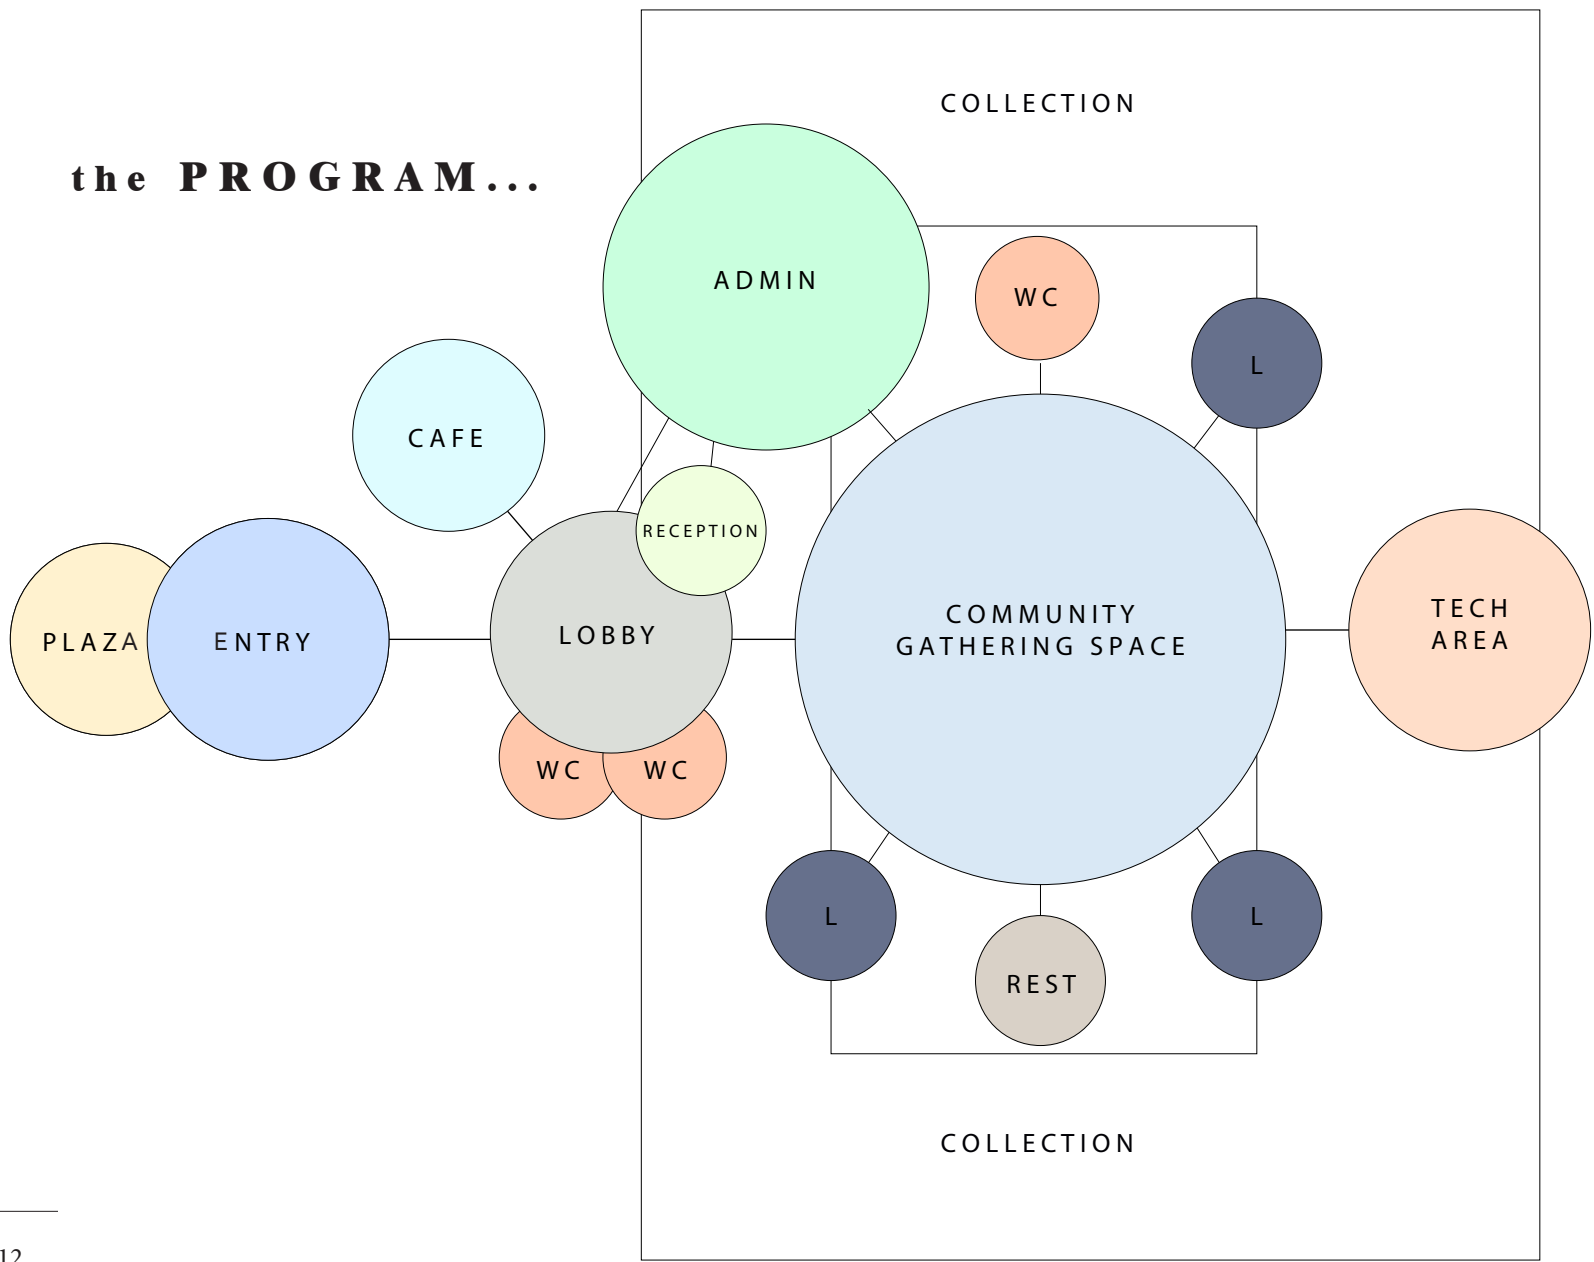 COLLECTION
the PROGRAM...
ADMIN
WC
L
CAFE
RECEPTION
PLAZA
ENTRY
LOBBY
COMMUNITY
GATHERING SPACE
TECH
AREA
WC
WC
L
L
REST
COLLECTION
12